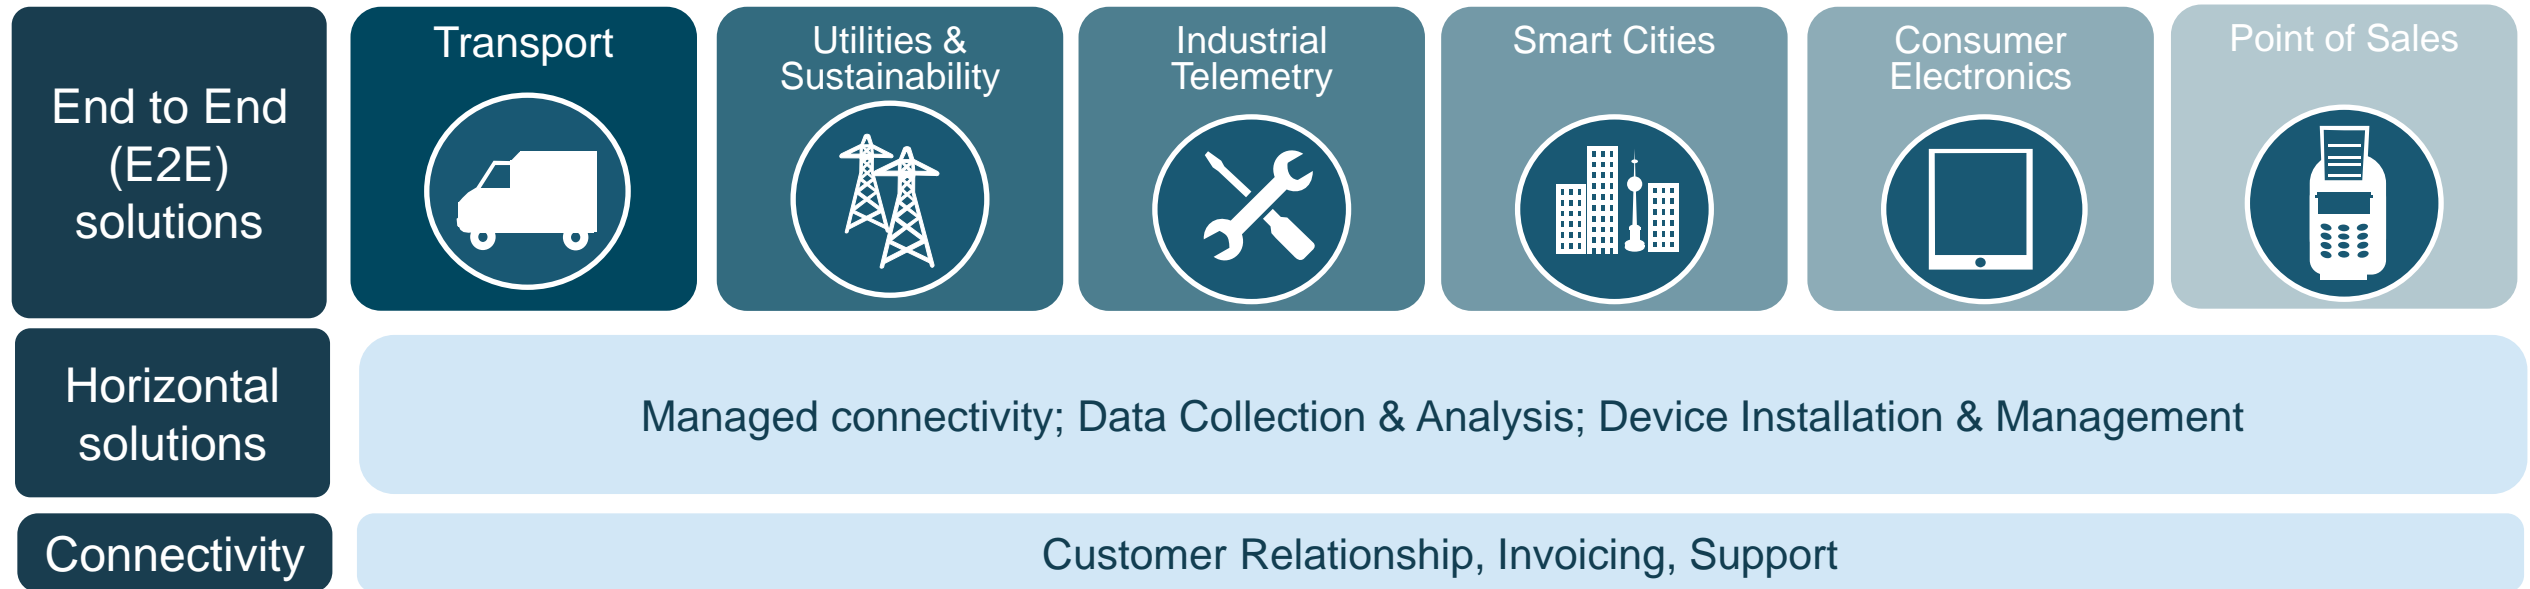 End to End
(E2E)
solutions
Transport
Utilities &
Sustainability
Industrial
Telemetry
Smart Cities
Consumer
Electronics
Point of Sales
Horizontal
solutions
Managed connectivity; Data Collection & Analysis; Device Installation & Management
Connectivity
Customer Relationship, Invoicing, Support